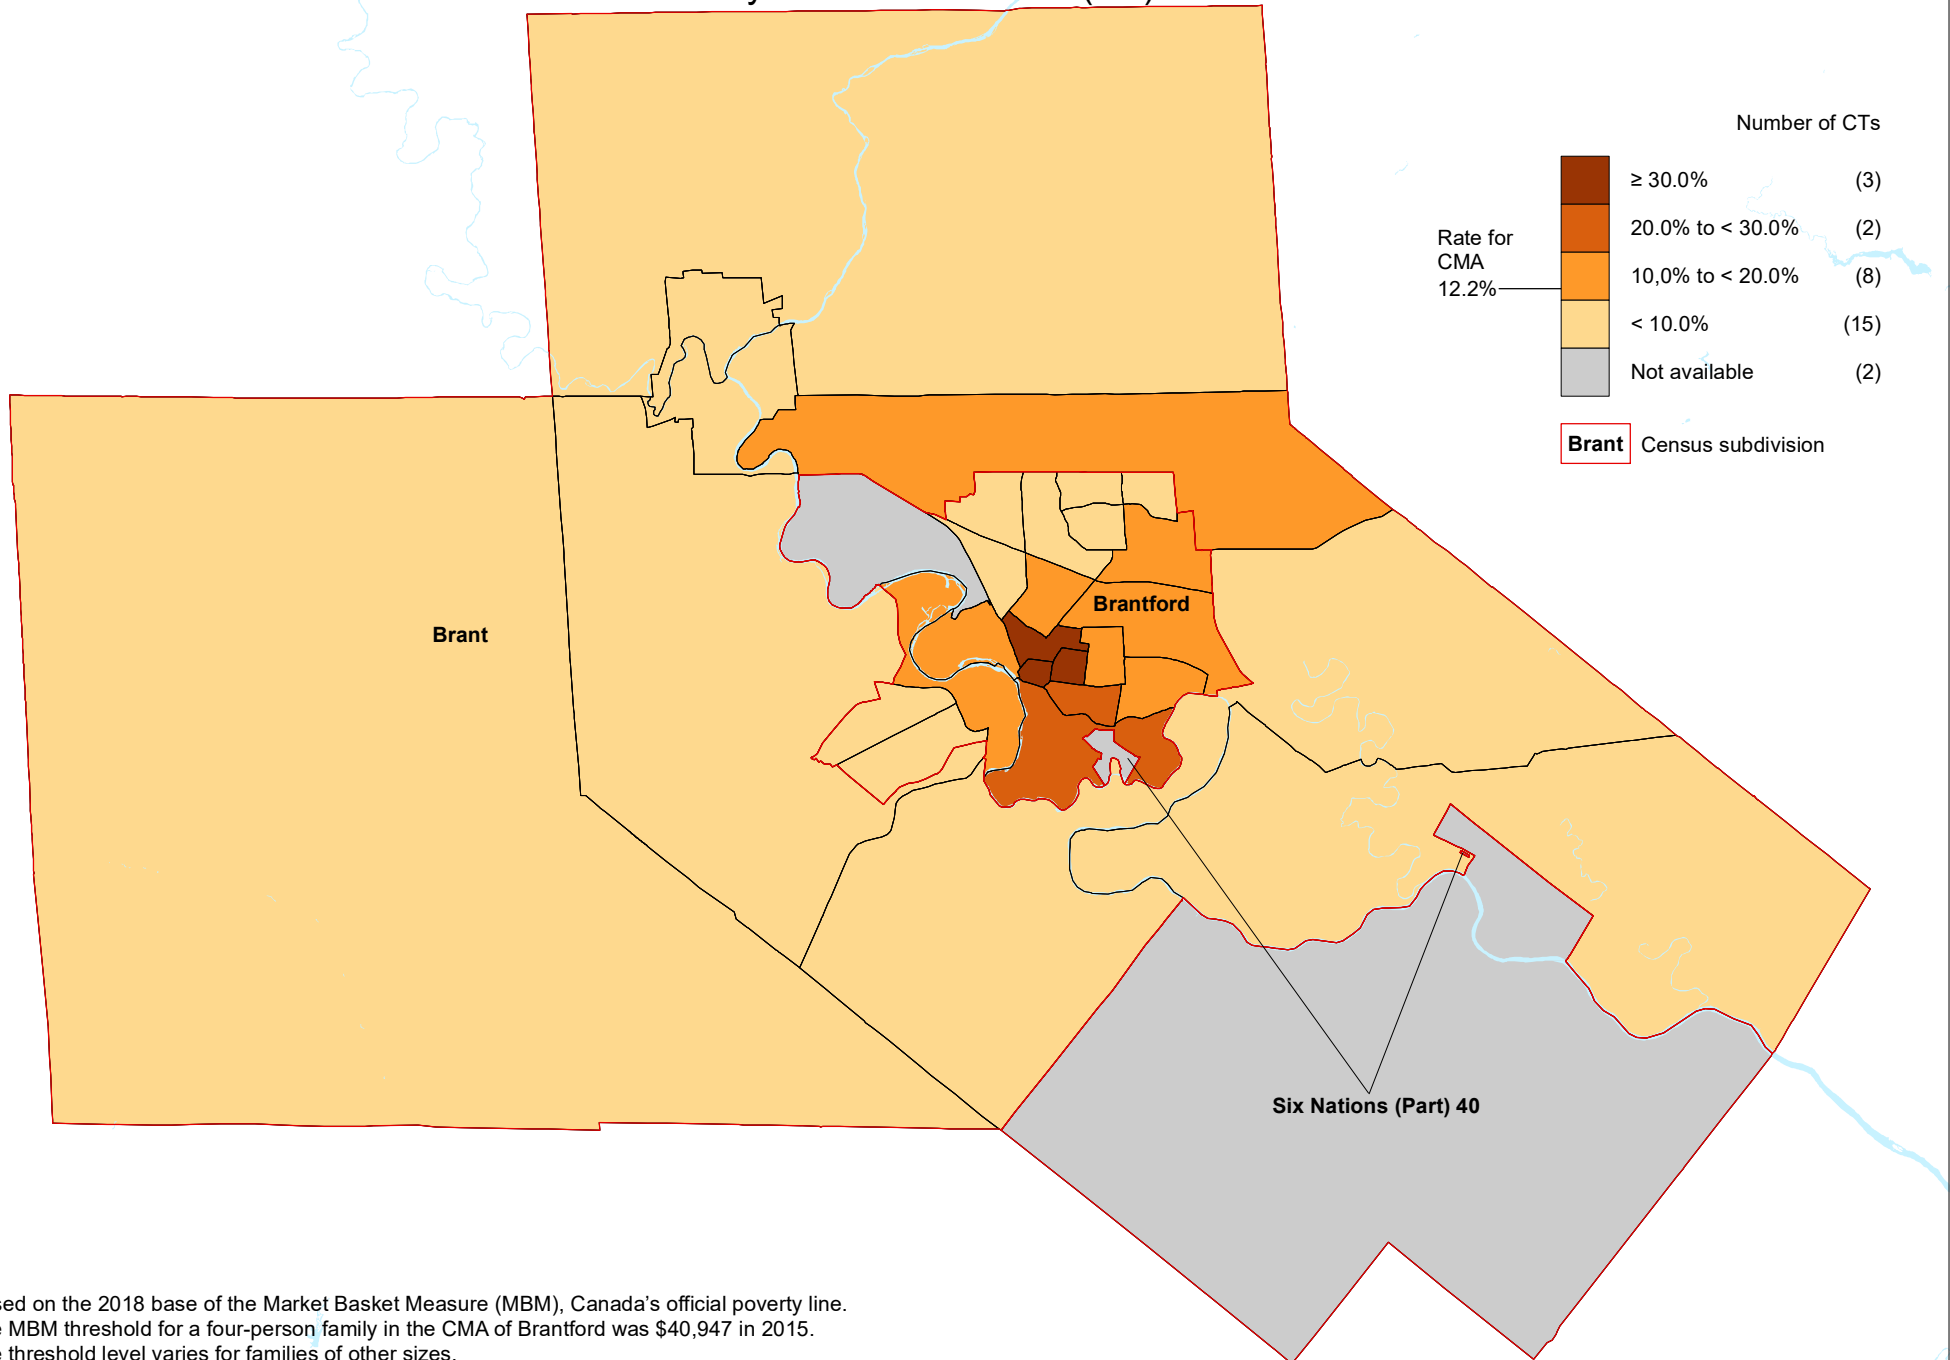 Number of CTs
≥ 30.0% (3)
20.0% to < 30.0% (2)
10,0% to < 20.0% (8)
< 10.0% (15)
Not available (2)
Rate for
CMA
12.2%
Brant Census subdivision
Brantford
Brant
Six Nations (Part) 40
on the 2018 base of the Market Basket Measure (MBM), Canada's official poverty line.
MBM threshold for a four-person family in the CMA of Brantford was $40,947 in 2015.
threshold level varies for families of other sizes.